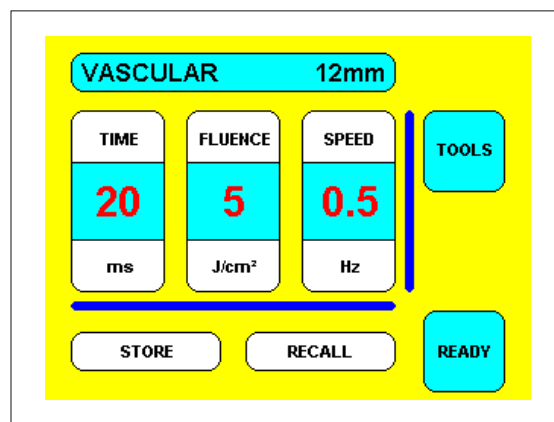 VASCULAR 12mm
TIME FLUENCE SPEED
TOOLS
20 5 0.5
ms J/cm² Hz
STORE RECALL READY